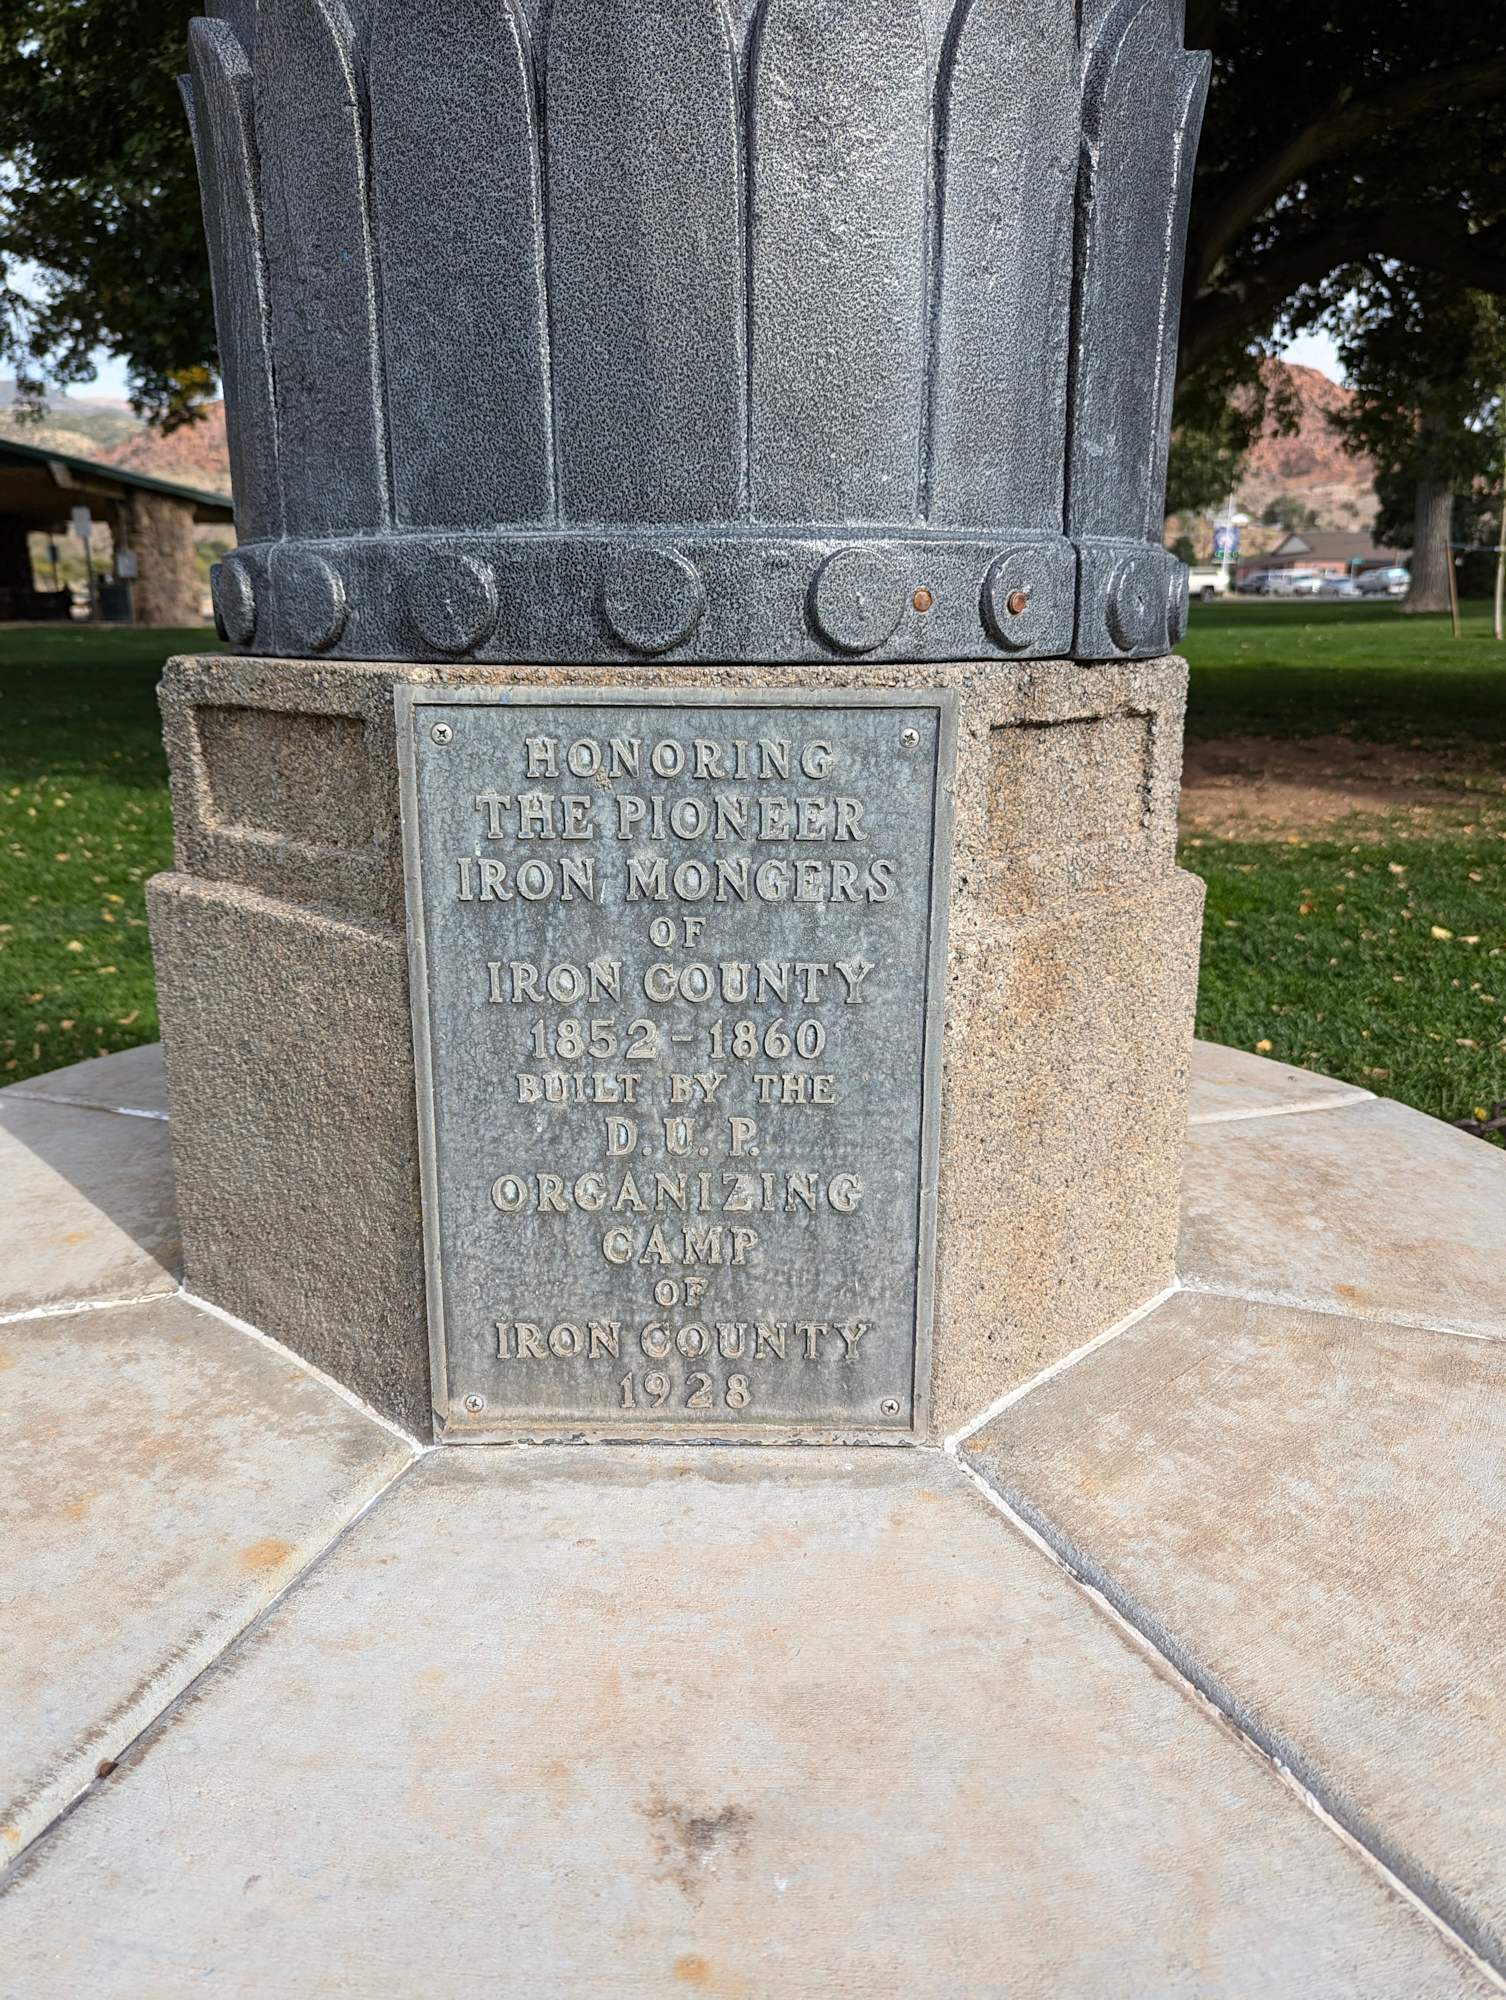 HONORING
THE PIONEER
IRON MONGERS
OF
IRON COUNTY
1852 - 1860
BUILT BY THE
D. U. P.
ORGANIZING
CAMP
OF
IRON COUNTY
1928